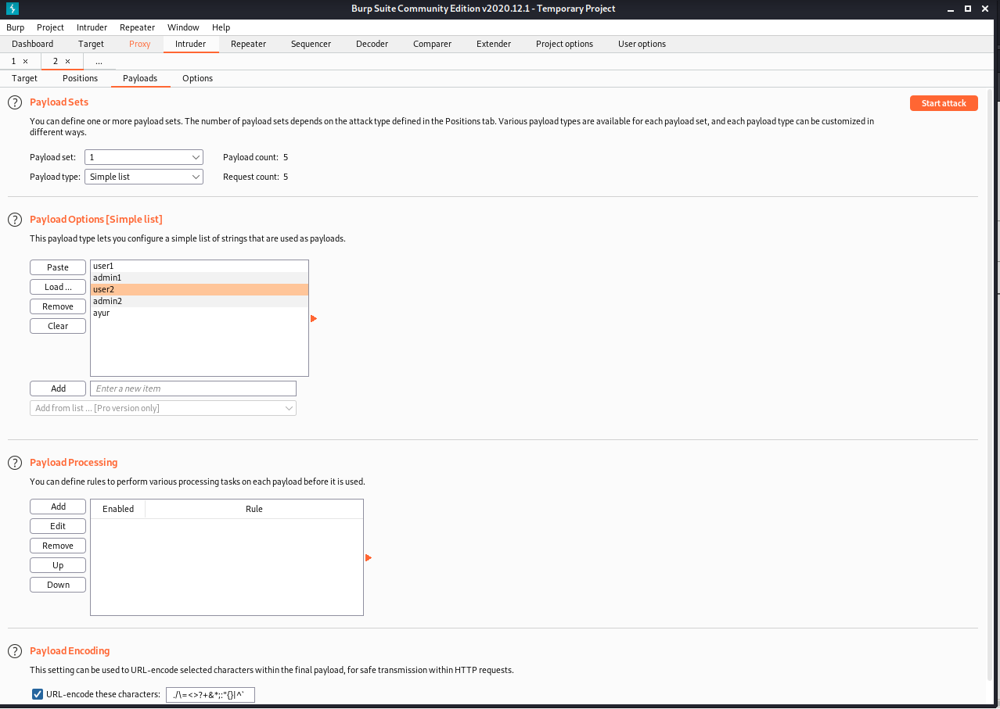 Burp Suite Community Edition v2020.12.1 - Temporary Project
Burp Project Intruder Repeater Window Help
Dashboard Target Proxy Intruder Repeater Sequencer Decoder Comparer Extender Project options User options
1 × 2 × ...
Target Positions Payloads Options
? Payload Sets Start attack
You can define one or more payload sets. The number of payload sets depends on the attack type defined in the Positions tab. Various payload types are available for each payload set, and each payload type can be customized in
different ways.
Payload set: 1 Payload count: 5
Payload type: Simple list Request count: 5
? Payload Options [Simple list]
This payload type lets you configure a simple list of strings that are used as payloads.
Paste
Load ...
Remove
Clear
user1
admin1
user2
admin2
ayur
Add Enter a new item
Add from list ... [Pro version only]
? Payload Processing
You can define rules to perform various processing tasks on each payload before it is used.
Add
Edit
Remove
Up
Down
Enabled Rule
? Payload Encoding
This setting can be used to URL-encode selected characters within the final payload, for safe transmission within HTTP requests.
URL-encode these characters: ./\=<>?+&*;:"{}|^`